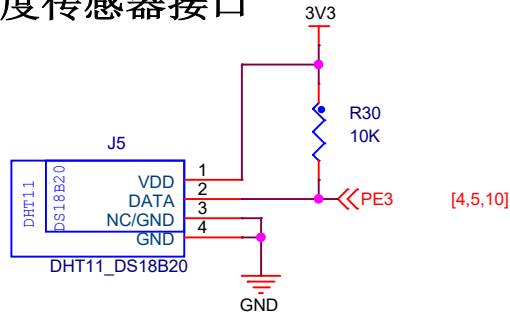 度传感器接口
3V3
R30
10K
J5
DHT11
DS18B20
VDD 1
DATA 2
NC/GND 3
GND 4
PE3 [4,5,10]
DHT11_DS18B20
GND